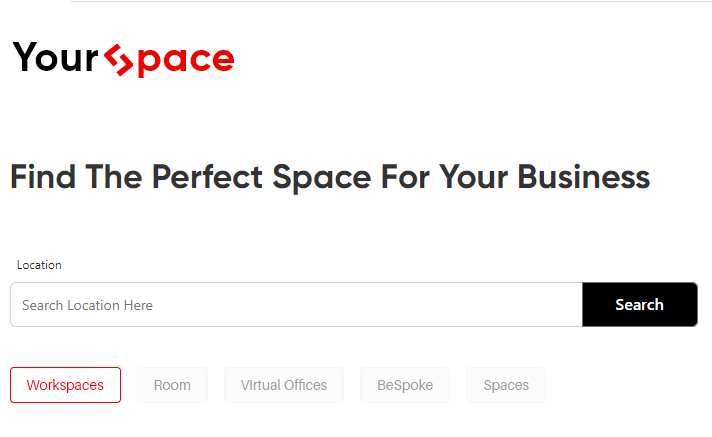 YourSpace
Find The Perfect Space For Your Business
Location
Search Location Here
Search
Workspaces
Room
Virtual Offices
BeSpoke
Spaces